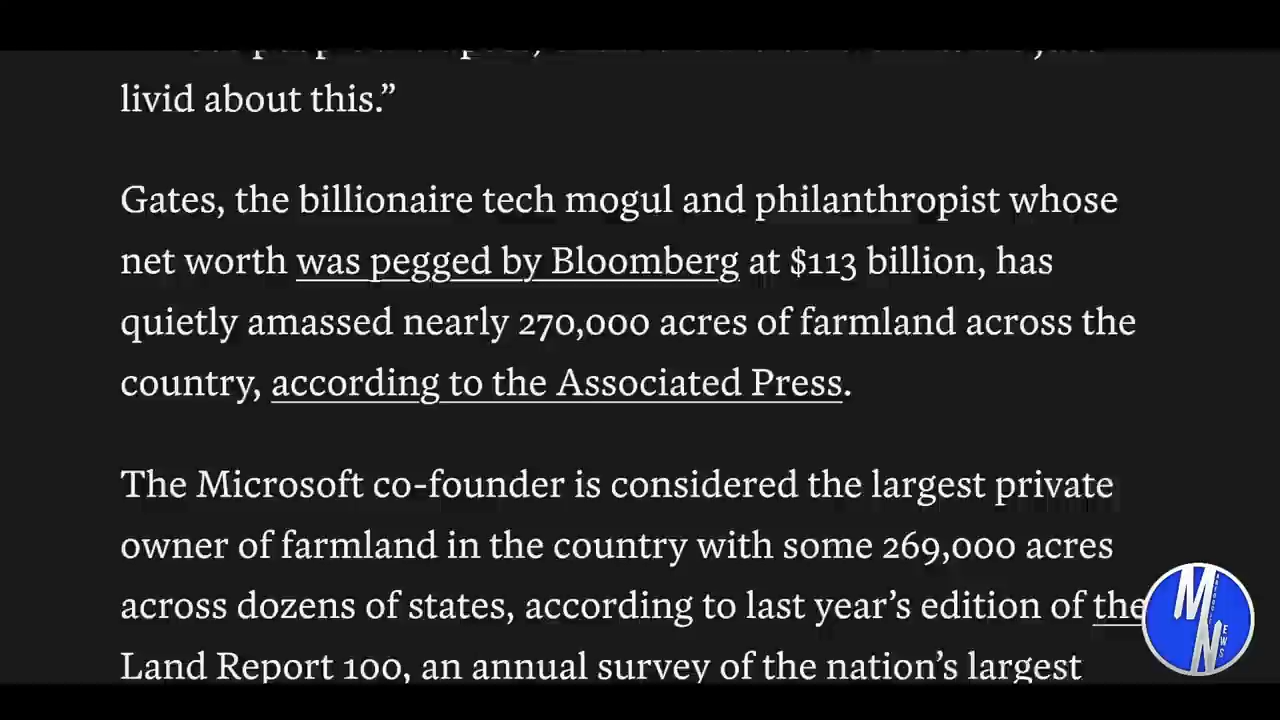 livid about this.”
Gates, the billionaire tech mogul and philanthropist whose
net worth was pegged by Bloomberg at $113 billion, has
quietly amassed nearly 270,000 acres of farmland across the
country, according to the Associated Press.
The Microsoft co-founder is considered the largest private
owner of farmland in the country with some 269,000 acres
across dozens of states, according to last year’s edition of the
Land Report 100, an annual survey of the nation’s largest
M
N
EWS